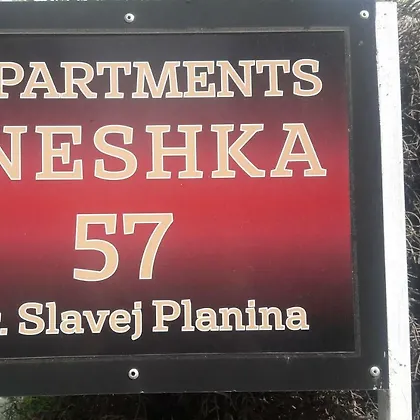 PARTMENTS
NESHKA
57
. Slavej Planina